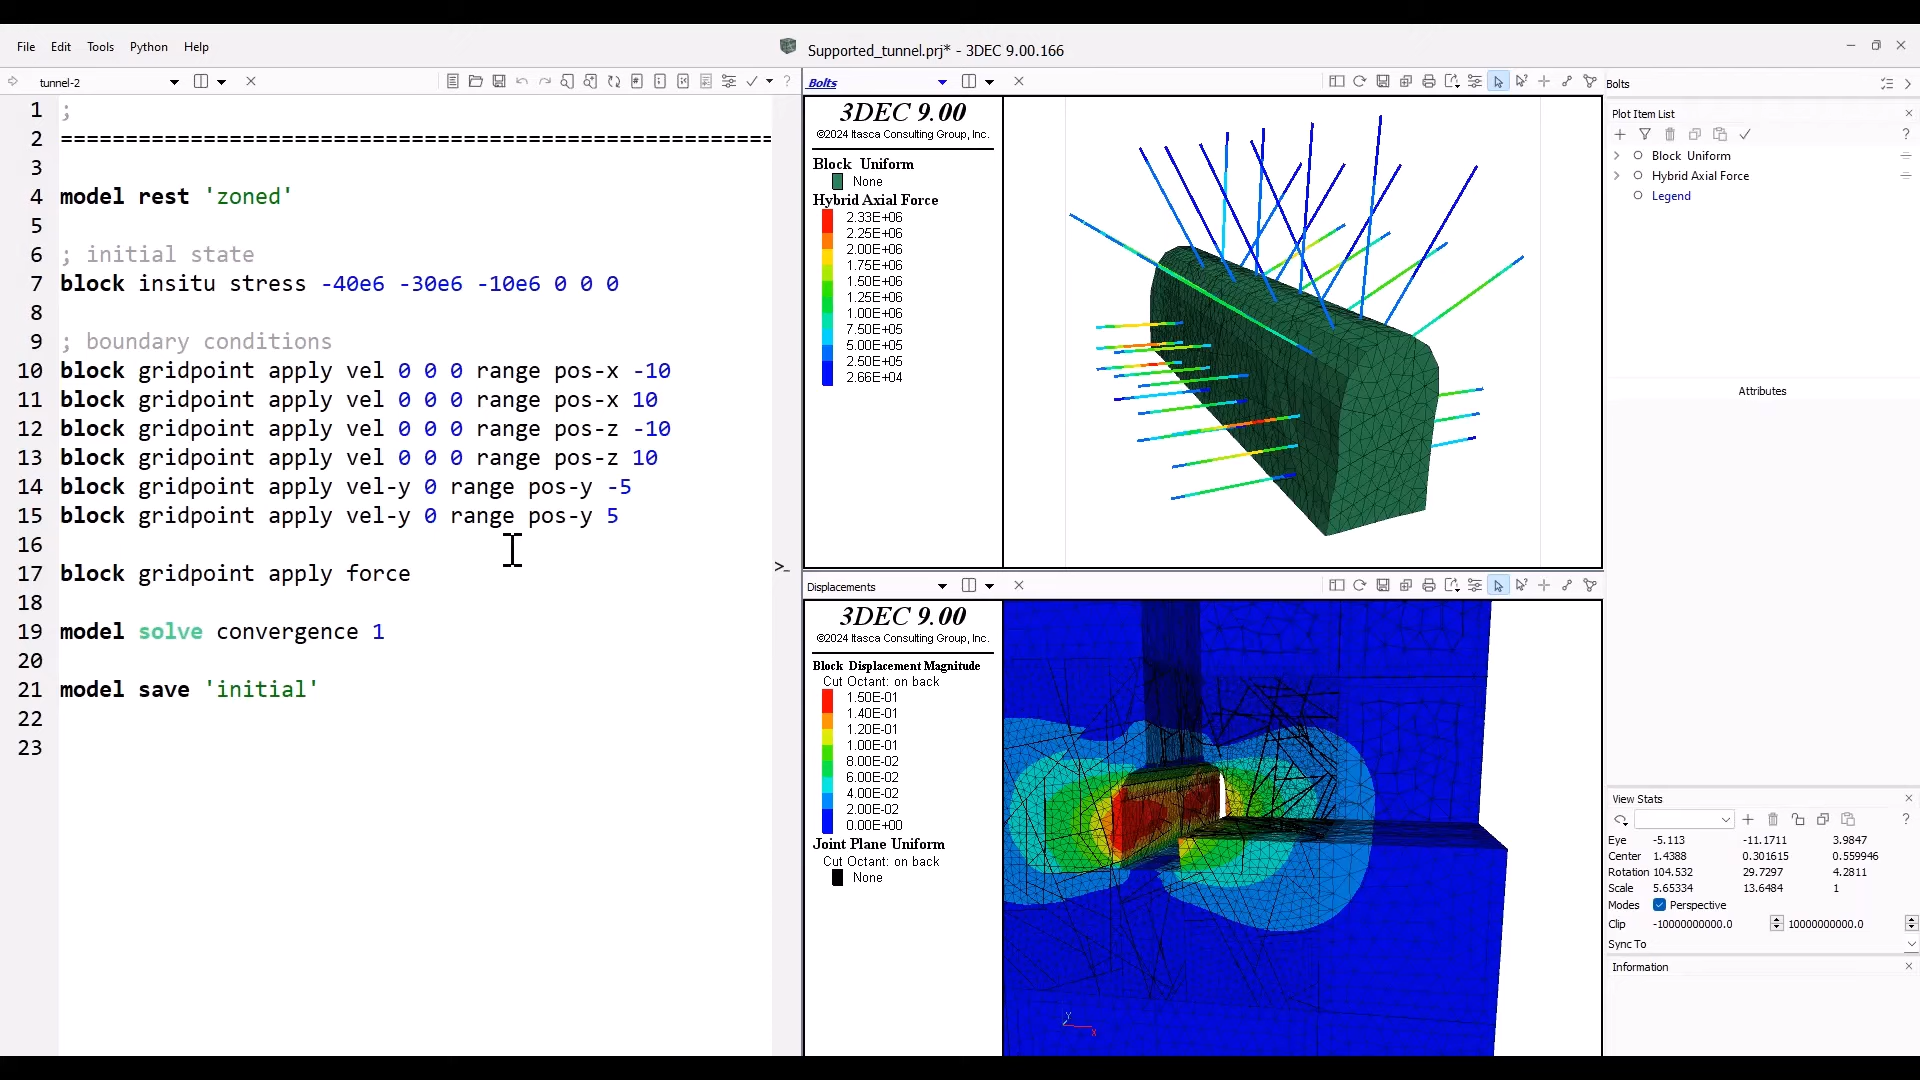 File Edit Tools Python Help
Supported_tunnel.prj* - 3DEC 9.00.166
tunnel-2
1 ;
2 =======================================================
3
4 model rest 'zoned'
5
6 ; initial state
7 block insitu stress -40e6 -30e6 -10e6 0 0 0
8
9 ; boundary conditions
10 block gridpoint apply vel 0 0 0 range pos-x -10
11 block gridpoint apply vel 0 0 0 range pos-x 10
12 block gridpoint apply vel 0 0 0 range pos-z -10
13 block gridpoint apply vel 0 0 0 range pos-z 10
14 block gridpoint apply vel-y 0 range pos-y -5
15 block gridpoint apply vel-y 0 range pos-y 5
16
17 block gridpoint apply force
18
19 model solve convergence 1
20
21 model save 'initial'
22
23
>_
Bolts
3DEC 9.00
©2024 Itasca Consulting Group, Inc.
Block Uniform
None
Hybrid Axial Force
2.33E+06
2.25E+06
2.00E+06
1.75E+06
1.50E+06
1.25E+06
1.00E+06
7.50E+05
5.00E+05
2.50E+05
2.66E+04
Displacements
3DEC 9.00
©2024 Itasca Consulting Group, Inc.
Block Displacement Magnitude
Cut Octant: on back
1.50E-01
1.40E-01
1.20E-01
1.00E-01
8.00E-02
6.00E-02
4.00E-02
2.00E-02
0.00E+00
Joint Plane Uniform
Cut Octant: on back
None
Y
X
Bolts
Plot Item List
?
Block Uniform
Hybrid Axial Force
Legend
Attributes
View Stats
?
Eye -5.113 -11.1711 3.9847
Center 1.4388 0.301615 0.559946
Rotation 104.532 29.7297 4.2811
Scale 5.65334 13.6484 1
Modes Perspective
Clip -10000000000.0 10000000000.0
Sync To
Information